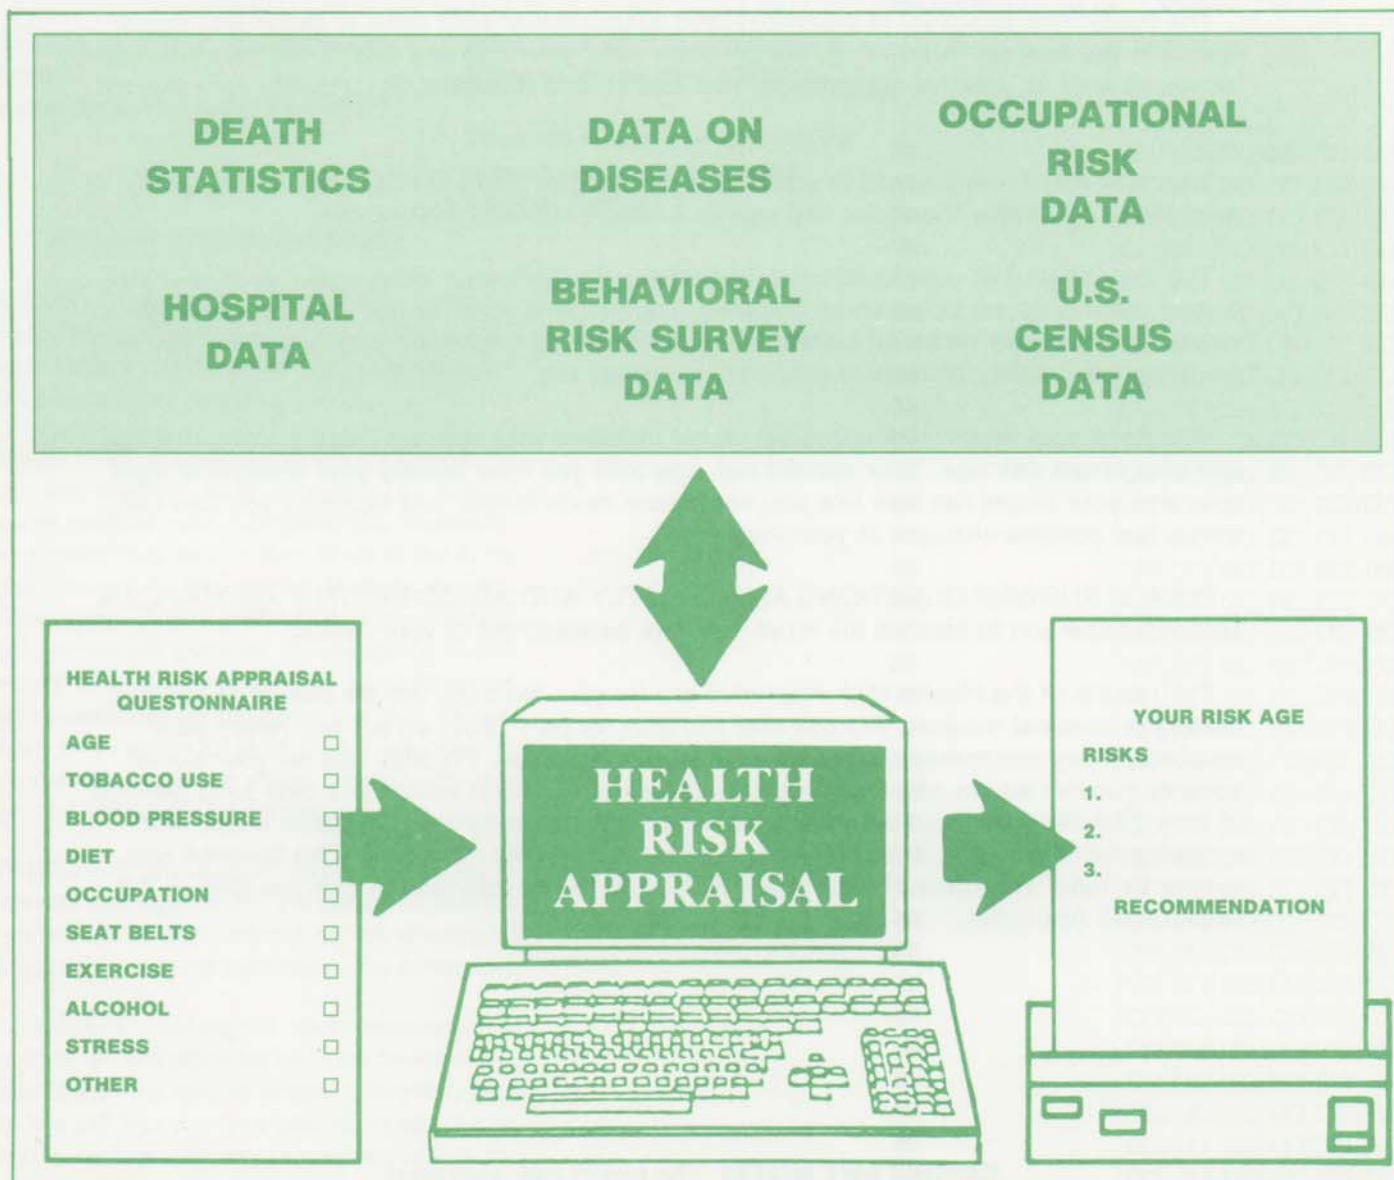 DEATH
STATISTICS
DATA ON
DISEASES
OCCUPATIONAL
RISK
DATA
HOSPITAL
DATA
BEHAVIORAL
RISK SURVEY
DATA
U.S.
CENSUS
DATA
HEALTH RISK APPRAISAL
QUESTONNAIRE
AGE
TOBACCO USE
BLOOD PRESSURE
DIET
OCCUPATION
SEAT BELTS
EXERCISE
ALCOHOL
STRESS
OTHER
HEALTH
RISK
APPRAISAL
YOUR RISK AGE
RISKS
1.
2.
3.
RECOMMENDATION